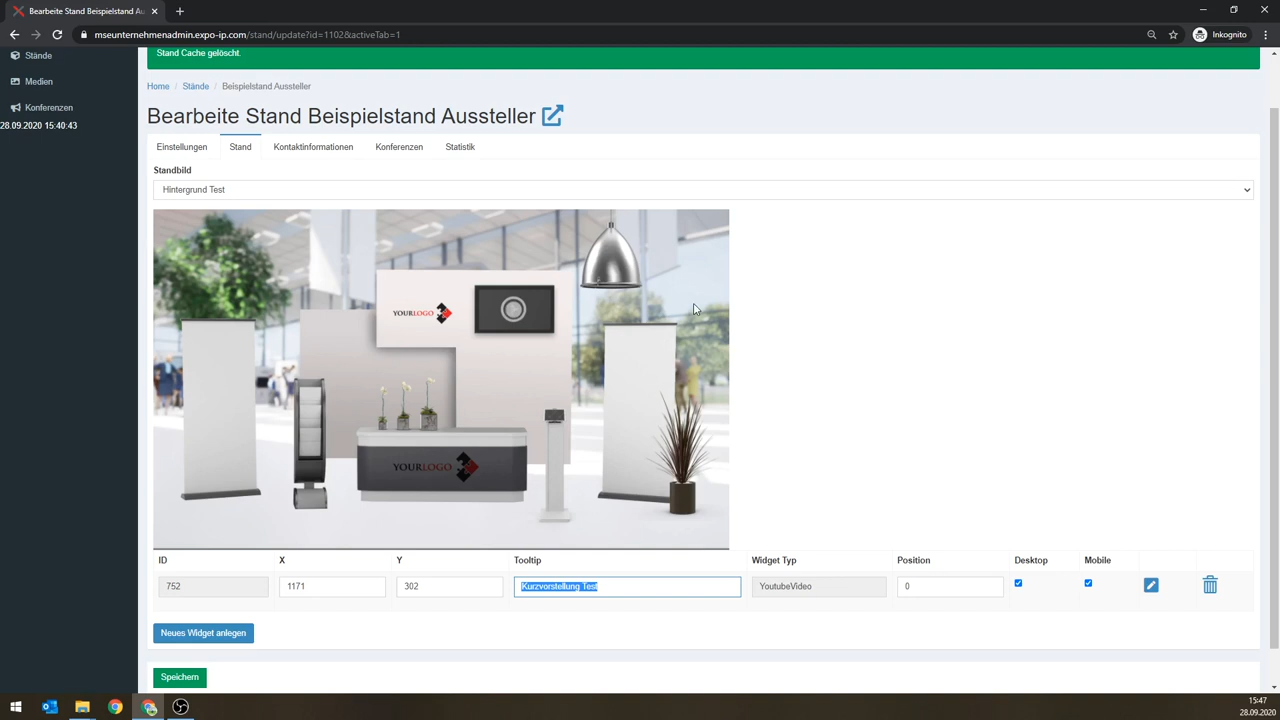 Bearbeite Stand Beispielstand Au
mseunternehmenadmin.expo-ip.com/stand/update?id=1102&activeTab=1
Inkognito
Stände
Stand Cache gelöscht.
Medien
Home / Stände / Beispielstand Aussteller
Konferenzen
28.09.2020 15:40:43
Bearbeite Stand Beispielstand Aussteller
Einstellungen Stand Kontaktinformationen Konferenzen Statistik
Standbild
Hintergrund Test
YOURLOGO
YOURLOGO
ID X Y Tooltip Widget Typ Position Desktop Mobile
752 1171 302 Kurzvorstellung Test YoutubeVideo 0
Neues Widget anlegen
Speichern
15:47
28.09.2020